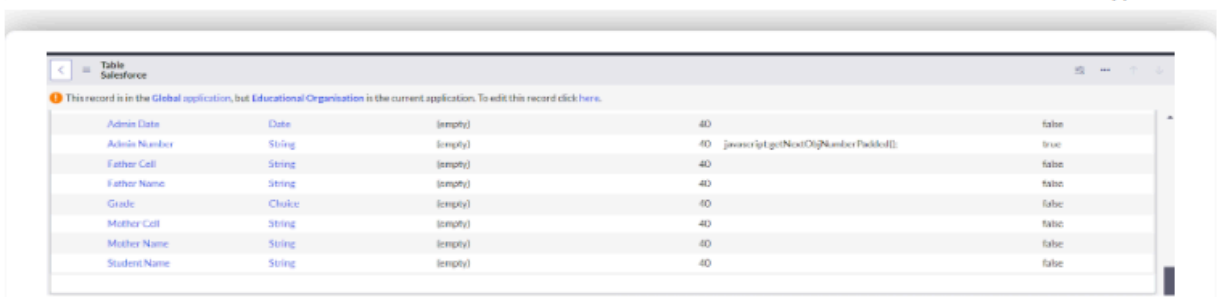 Table
Salesforce
This record is in the Global application, but Educational Organisation is the current application. To edit this record click here.
Admin Date Date (empty) 40 false
Admin Number String (empty) 40 javascript:getNextObjNumberPadded(); true
Father Cell String (empty) 40 false
Father Name String (empty) 40 false
Grade Choice (empty) 40 false
Mother Cell String (empty) 40 false
Mother Name String (empty) 40 false
Student Name String (empty) 40 false